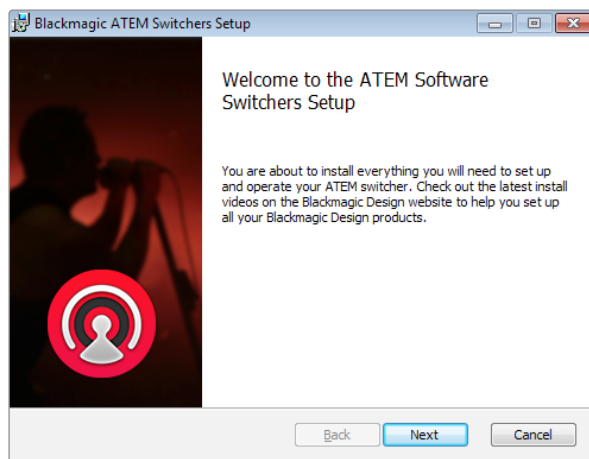 Blackmagic ATEM Switchers Setup
Welcome to the ATEM Software
Switchers Setup
You are about to install everything you will need to set up
and operate your ATEM switcher. Check out the latest install
videos on the Blackmagic Design website to help you set up
all your Blackmagic Design products.
Back
Next
Cancel